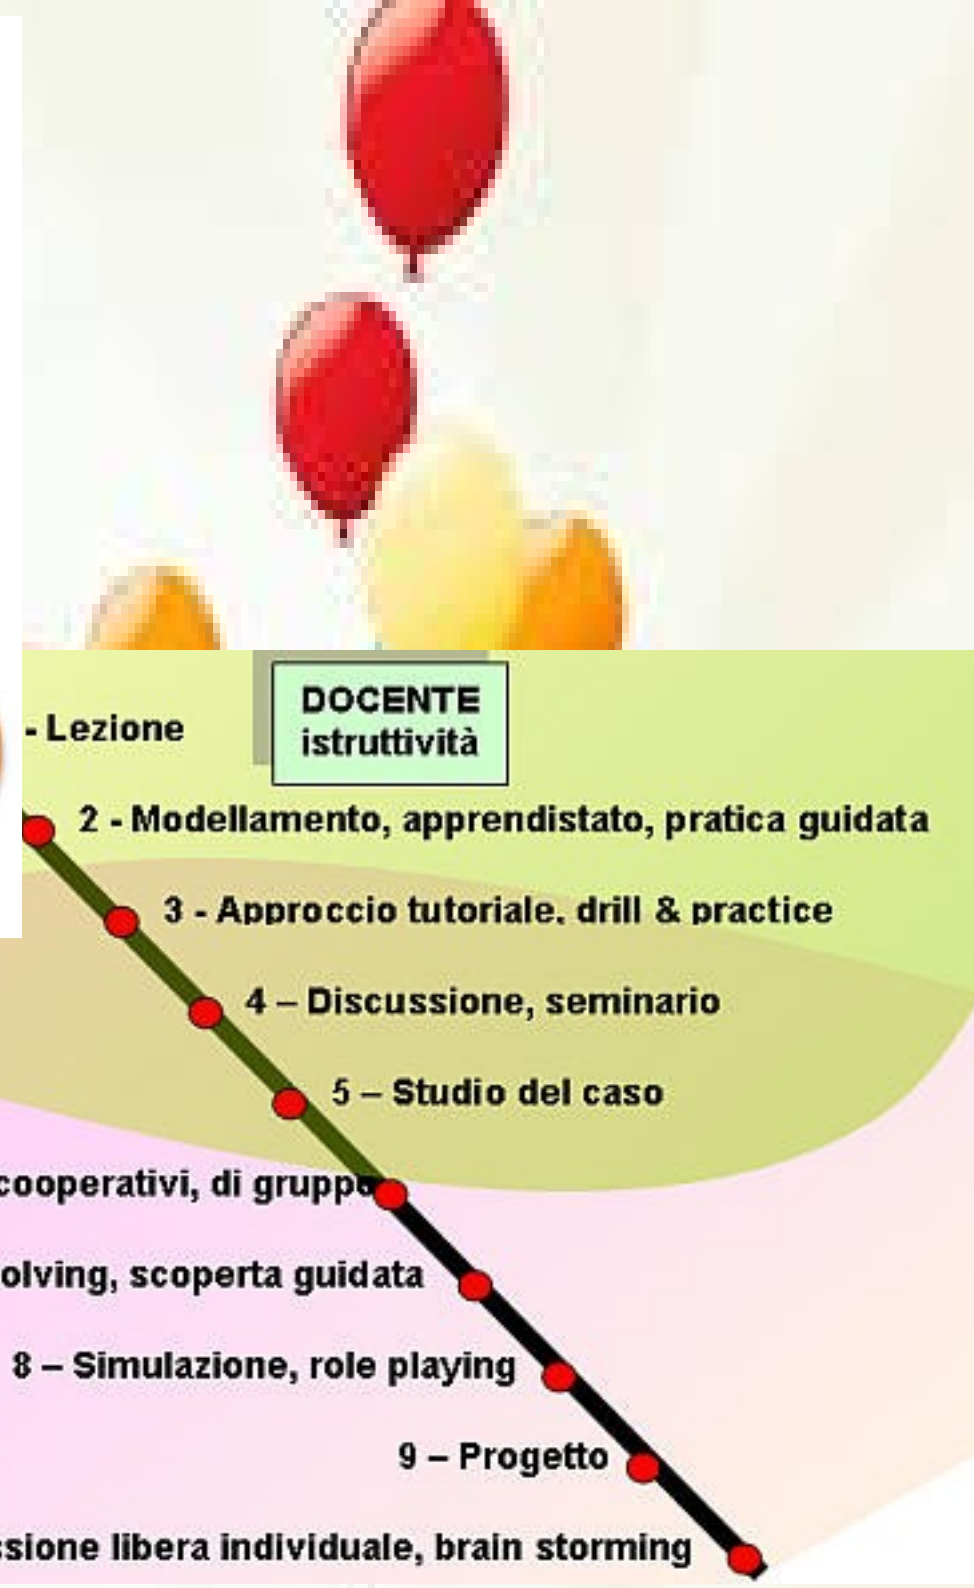 DOCENTE
istruttività
- Lezione
2 - Modellamento, apprendistato, pratica guidata
3 - Approccio tutoriale. drill & practice
4 – Discussione, seminario
5 – Studio del caso
cooperativi, di gruppo
olving, scoperta guidata
8 – Simulazione, role playing
9 – Progetto
ssione libera individuale, brain storming